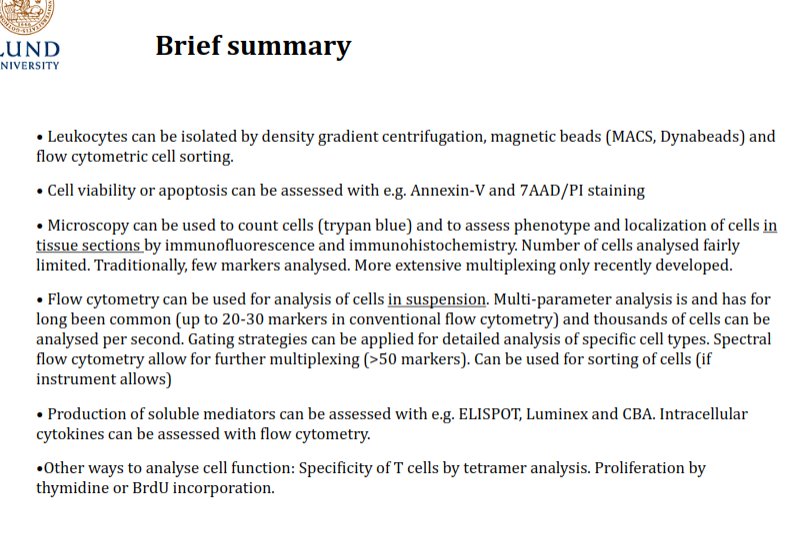 LUND
UNIVERSITY
Brief summary
• Leukocytes can be isolated by density gradient centrifugation, magnetic beads (MACS, Dynabeads) and
flow cytometric cell sorting.
• Cell viability or apoptosis can be assessed with e.g. Annexin-V and 7AAD/PI staining
• Microscopy can be used to count cells (trypan blue) and to assess phenotype and localization of cells in
tissue sections by immunofluorescence and immunohistochemistry. Number of cells analysed fairly
limited. Traditionally, few markers analysed. More extensive multiplexing only recently developed.
• Flow cytometry can be used for analysis of cells in suspension. Multi-parameter analysis is and has for
long been common (up to 20-30 markers in conventional flow cytometry) and thousands of cells can be
analysed per second. Gating strategies can be applied for detailed analysis of specific cell types. Spectral
flow cytometry allow for further multiplexing (>50 markers). Can be used for sorting of cells (if
instrument allows)
• Production of soluble mediators can be assessed with e.g. ELISPOT, Luminex and CBA. Intracellular
cytokines can be assessed with flow cytometry.
•Other ways to analyse cell function: Specificity of T cells by tetramer analysis. Proliferation by
thymidine or BrdU incorporation.